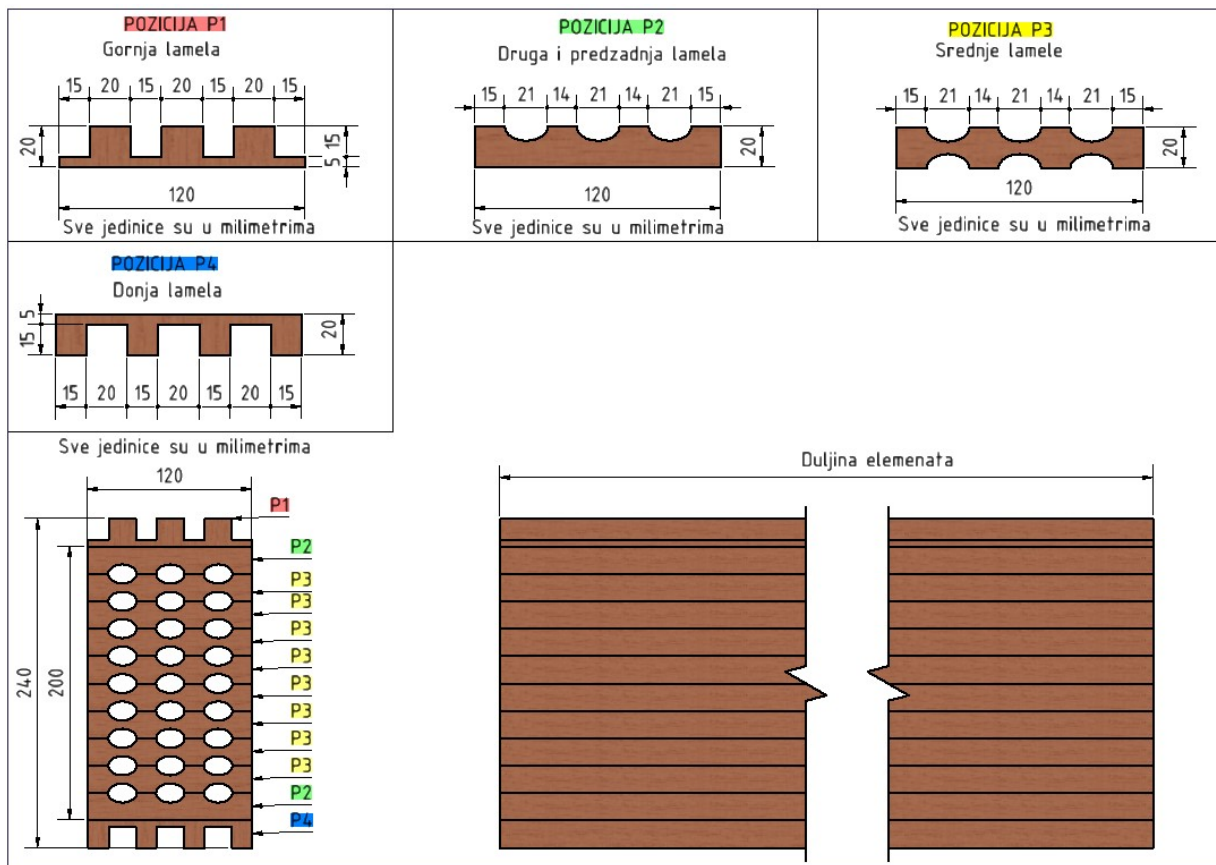 POZICIJA P1
Gornja lamela
15 20 15 20 15 20 15
20
15
5
120
Sve jedinice su u milimetrima
POZICIJA P2
Druga i predzadnja lamela
15 21 14 21 14 21 15
20
120
Sve jedinice su u milimetrima
POZICIJA P3
Srednje lamele
15 21 14 21 14 21 15
20
120
Sve jedinice su u milimetrima
POZICIJA P4
Donja lamela
5
15
20
15 20 15 20 15 20 15
Sve jedinice su u milimetrima
120
P1
P2
P3
P3
P3
P3
P3
P3
P3
P3
P2
P4
240
200
Duljina elemenata